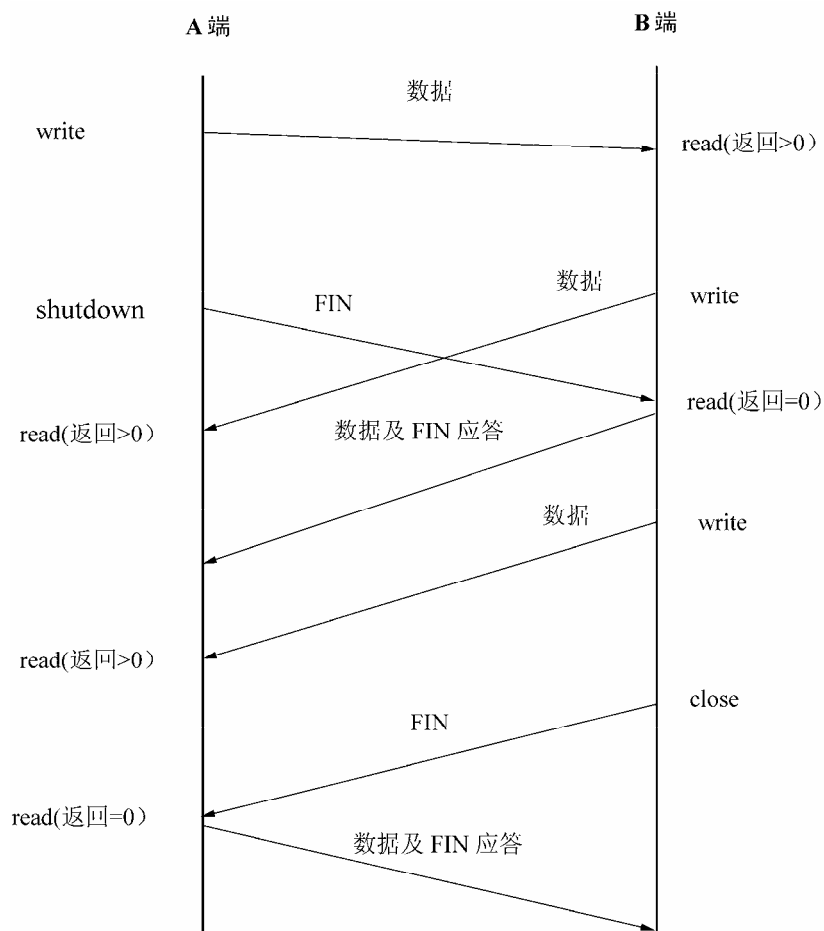 A 端
B 端
数据
write
read(返回>0）
数据
write
shutdown
FIN
read(返回=0）
read(返回>0）
数据及 FIN 应答
数据
write
read(返回>0）
close
FIN
read(返回=0）
数据及 FIN 应答